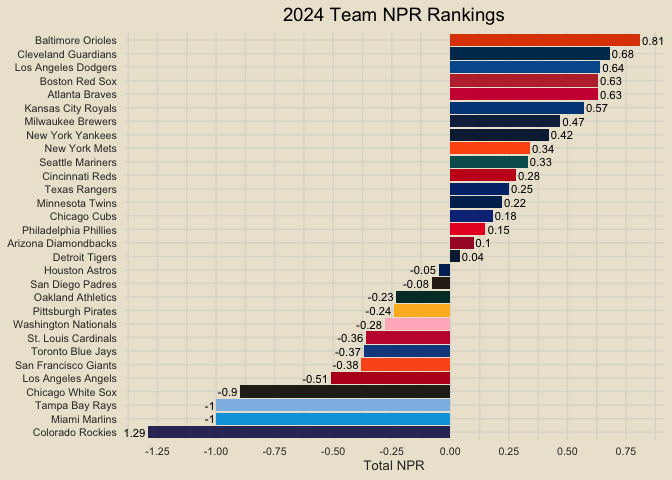 2024 Team NPR Rankings
Baltimore Orioles 0.81
Cleveland Guardians 0.68
Los Angeles Dodgers 0.64
Boston Red Sox 0.63
Atlanta Braves 0.63
Kansas City Royals 0.57
Milwaukee Brewers 0.47
New York Yankees 0.42
New York Mets 0.34
Seattle Mariners 0.33
Cincinnati Reds 0.28
Texas Rangers 0.25
Minnesota Twins 0.22
Chicago Cubs 0.18
Philadelphia Phillies 0.15
Arizona Diamondbacks 0.1
Detroit Tigers 0.04
Houston Astros -0.05
San Diego Padres -0.08
Oakland Athletics -0.23
Pittsburgh Pirates -0.24
Washington Nationals -0.28
St. Louis Cardinals -0.36
Toronto Blue Jays -0.37
San Francisco Giants -0.38
Los Angeles Angels -0.51
Chicago White Sox -0.9
Tampa Bay Rays -1
Miami Marlins -1
Colorado Rockies 1.29
-1.25 -1.00 -0.75 -0.50 -0.25 0.00 0.25 0.50 0.75
Total NPR